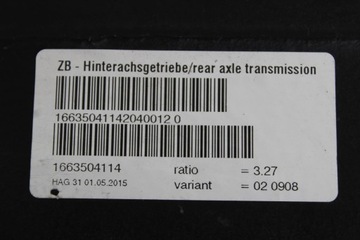 ZB - Hinterachsgetriebe/rear axle transmission
16635041142040012 0
1663504114 ratio = 3.27
HAG 31 01.05.2015 variant = 02 0908